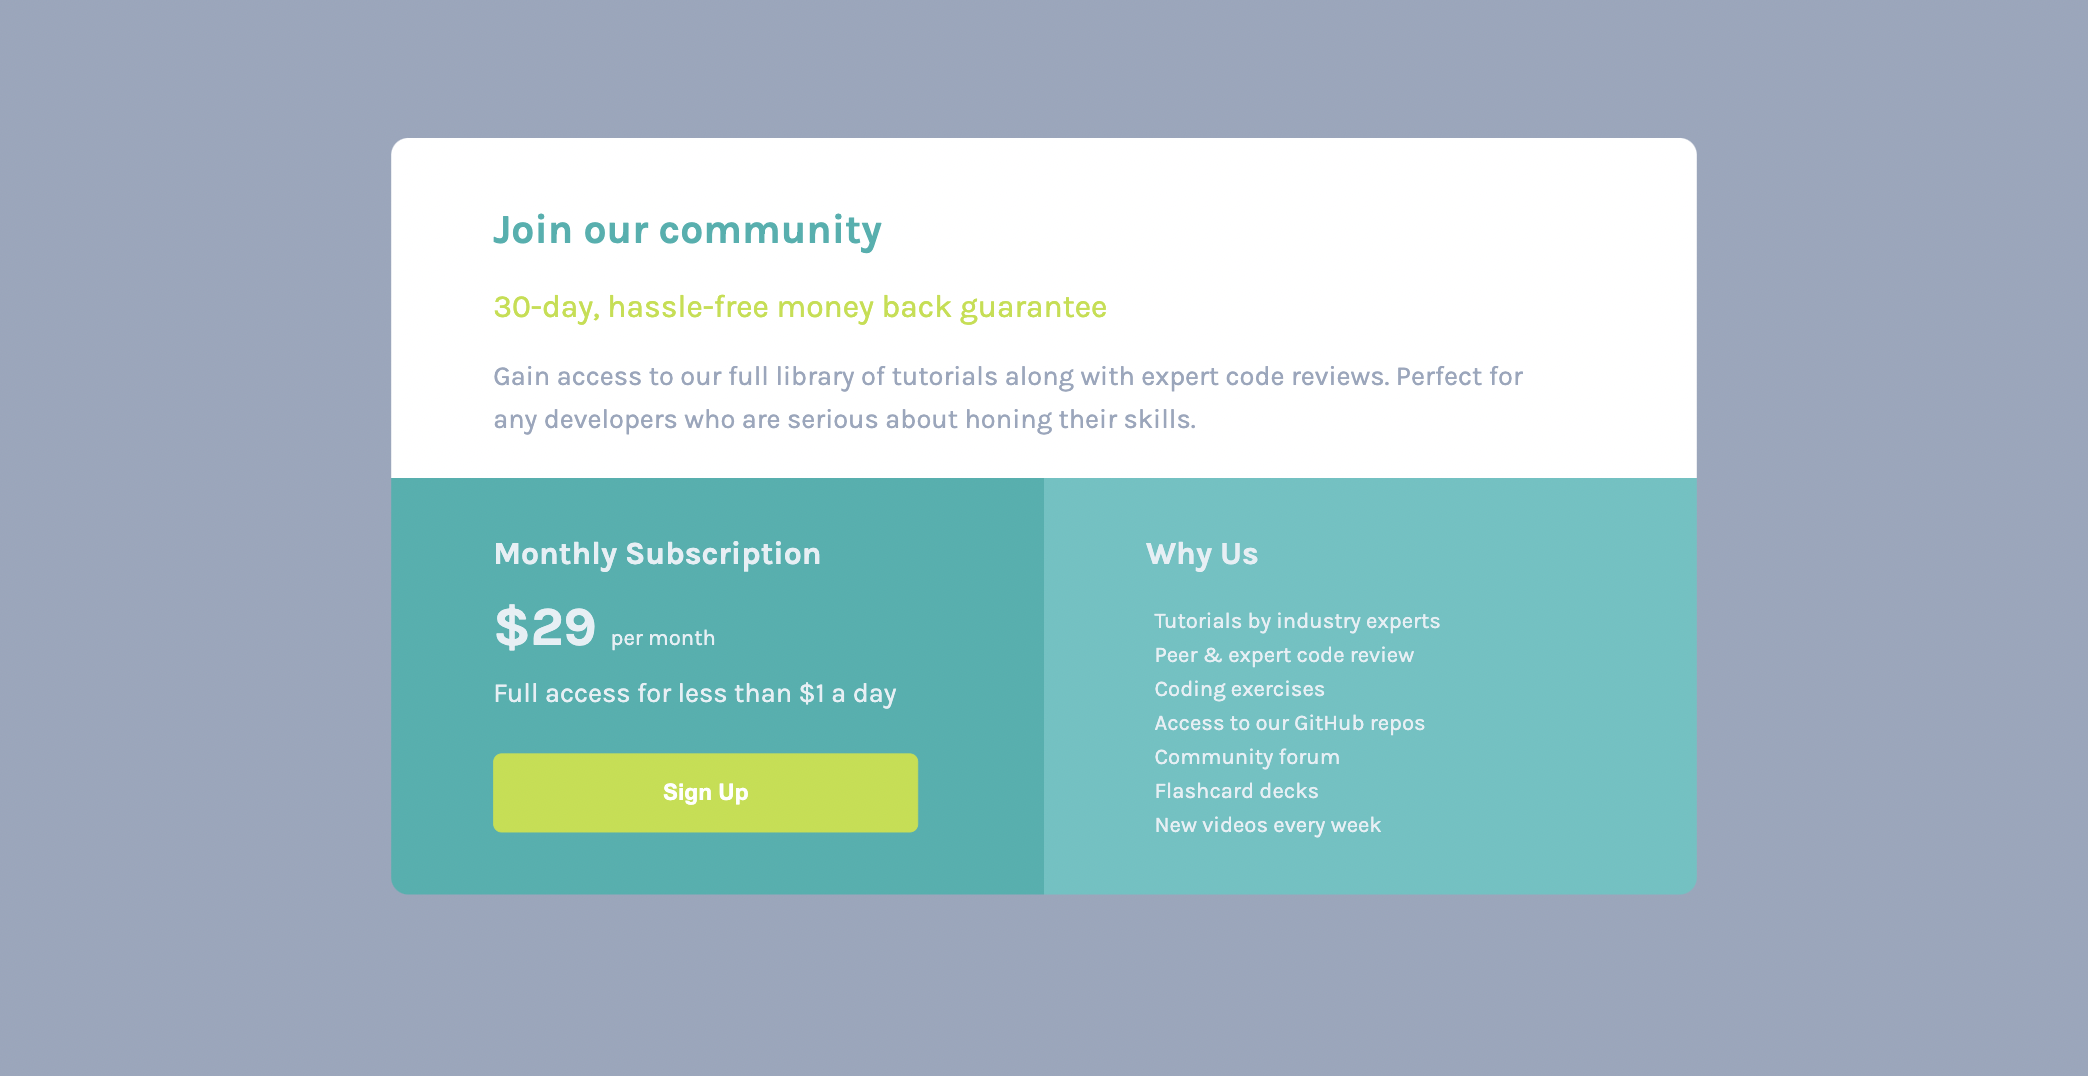 Join our community
30-day, hassle-free money back guarantee
Gain access to our full library of tutorials along with expert code reviews. Perfect for
any developers who are serious about honing their skills.
Monthly Subscription
$29 per month
Full access for less than $1 a day
Sign Up
Why Us
Tutorials by industry experts
Peer & expert code review
Coding exercises
Access to our GitHub repos
Community forum
Flashcard decks
New videos every week